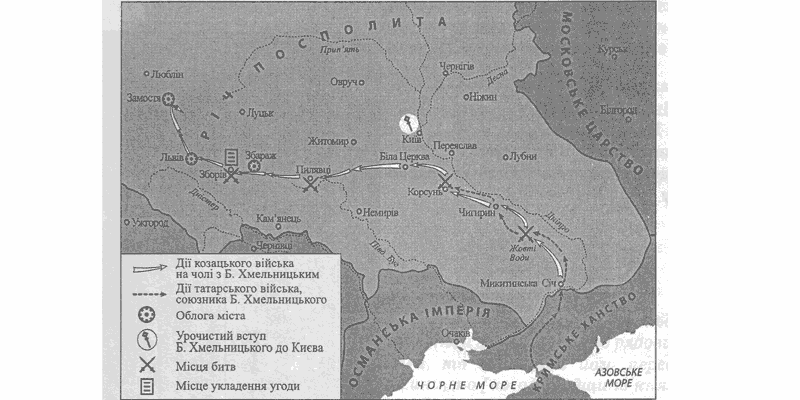 РІЧ ПОСПОЛИТА
МОСКОВСЬКЕ ЦАРСТВО
Курськ
Прип'ять
Чернігів
Люблін
Овруч
Десна
Замостя
Ніжин
Білгород
Луцьк
Київ
Житомир
Переяслав
Львів
Збараж
Біла Церква
Лубни
Зборів
Пилявці
Корсунь
Дністер
Немирів
Чигирин
Дніпро
Ужгород
Кам'янець
Жовті
Води
Чернівці
Півд. Буг
Микитинська Січ
ОСМАНСЬКА ІМПЕРІЯ
Очаків
КРИМСЬКЕ ХАНСТВО
ЧОРНЕ МОРЕ
АЗОВСЬКЕ
МОРЕ
Дії козацького війська
на чолі з Б. Хмельницьким
Дії татарського війська,
союзника Б. Хмельницького
Облога міста
Урочистий вступ
Б. Хмельницького до Києва
Місця битв
Місце укладення угоди